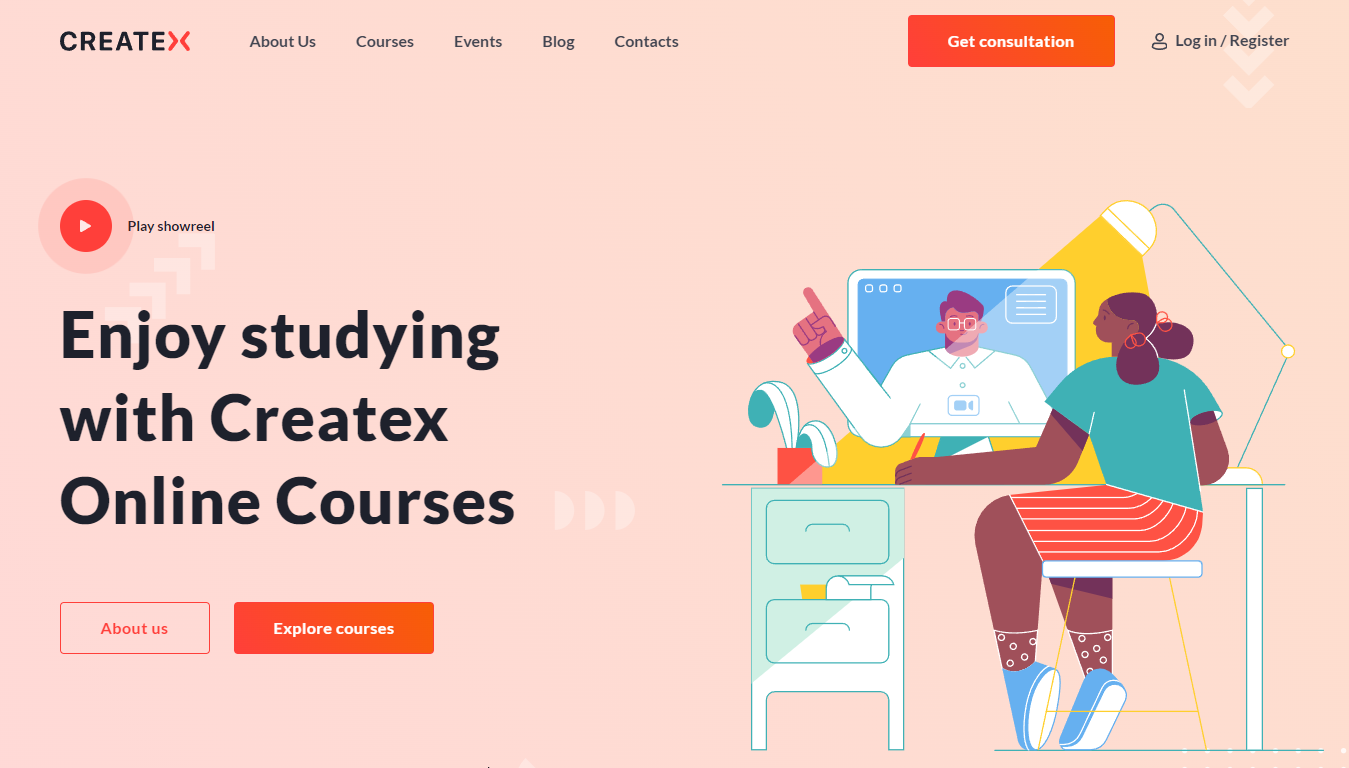 CREATEX
About Us Courses Events Blog Contacts
Get consultation
Log in / Register
Play showreel
Enjoy studying
with Createx
Online Courses
About us
Explore courses